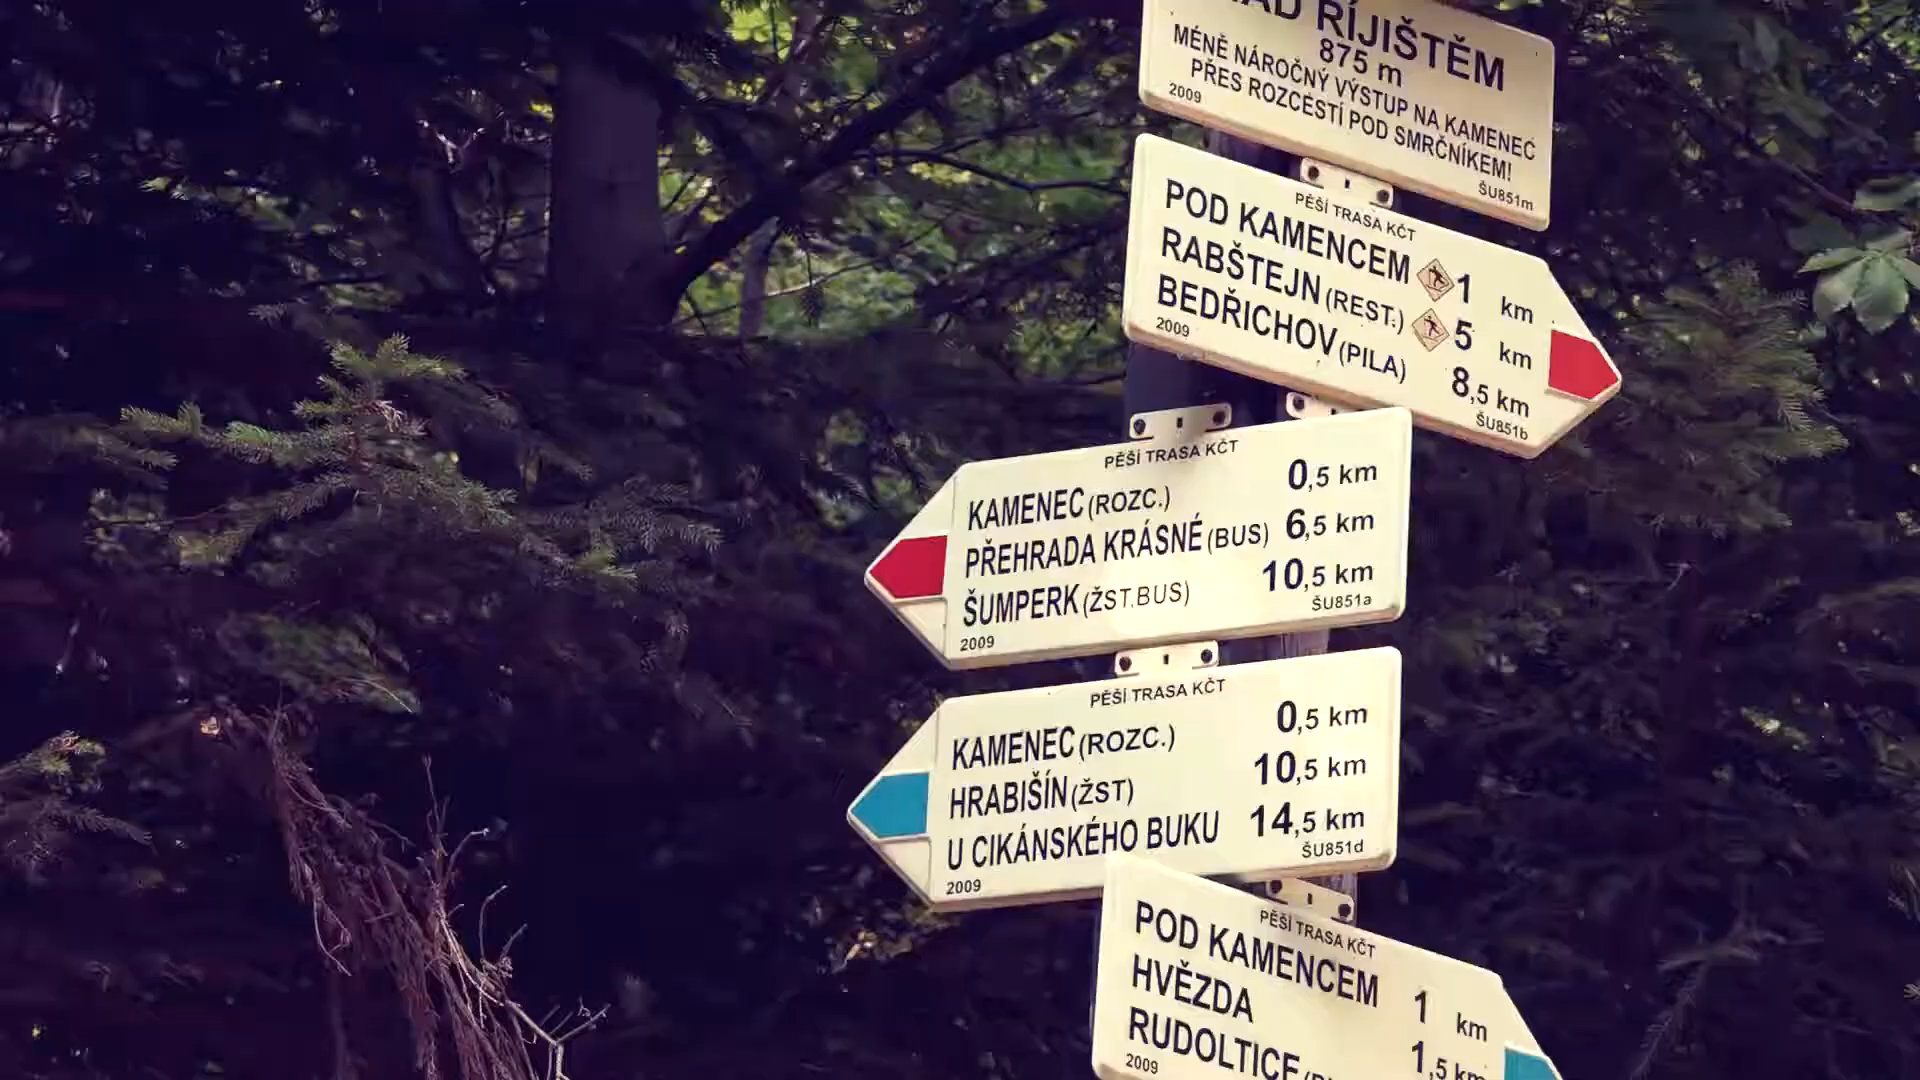 ŘÍJIŠTĚM
875 m
MÉNĚ NÁROČNÝ VÝSTUP NA KAMENEC
PŘES ROZCESTÍ POD SMRČNÍKEM!
2009
ŠU851m
PĚŠÍ TRASA KČT
POD KAMENCEM 1 km
RABŠTEJN (REST.) 5 km
BEDŘICHOV (PILA) 8,5 km
2009
ŠU851b
PĚŠÍ TRASA KČT
KAMENEC (ROZC.) 0,5 km
PŘEHRADA KRÁSNÉ (BUS) 6,5 km
ŠUMPERK (ŽST.BUS) 10,5 km
2009
ŠU851a
PĚŠÍ TRASA KČT
KAMENEC (ROZC.) 0,5 km
HRABIŠÍN (ŽST) 10,5 km
U CIKÁNSKÉHO BUKU 14,5 km
2009
ŠU851d
PĚŠÍ TRASA KČT
POD KAMENCEM 1 km
HVĚZDA 1,5 km
RUDOLTICE
2009